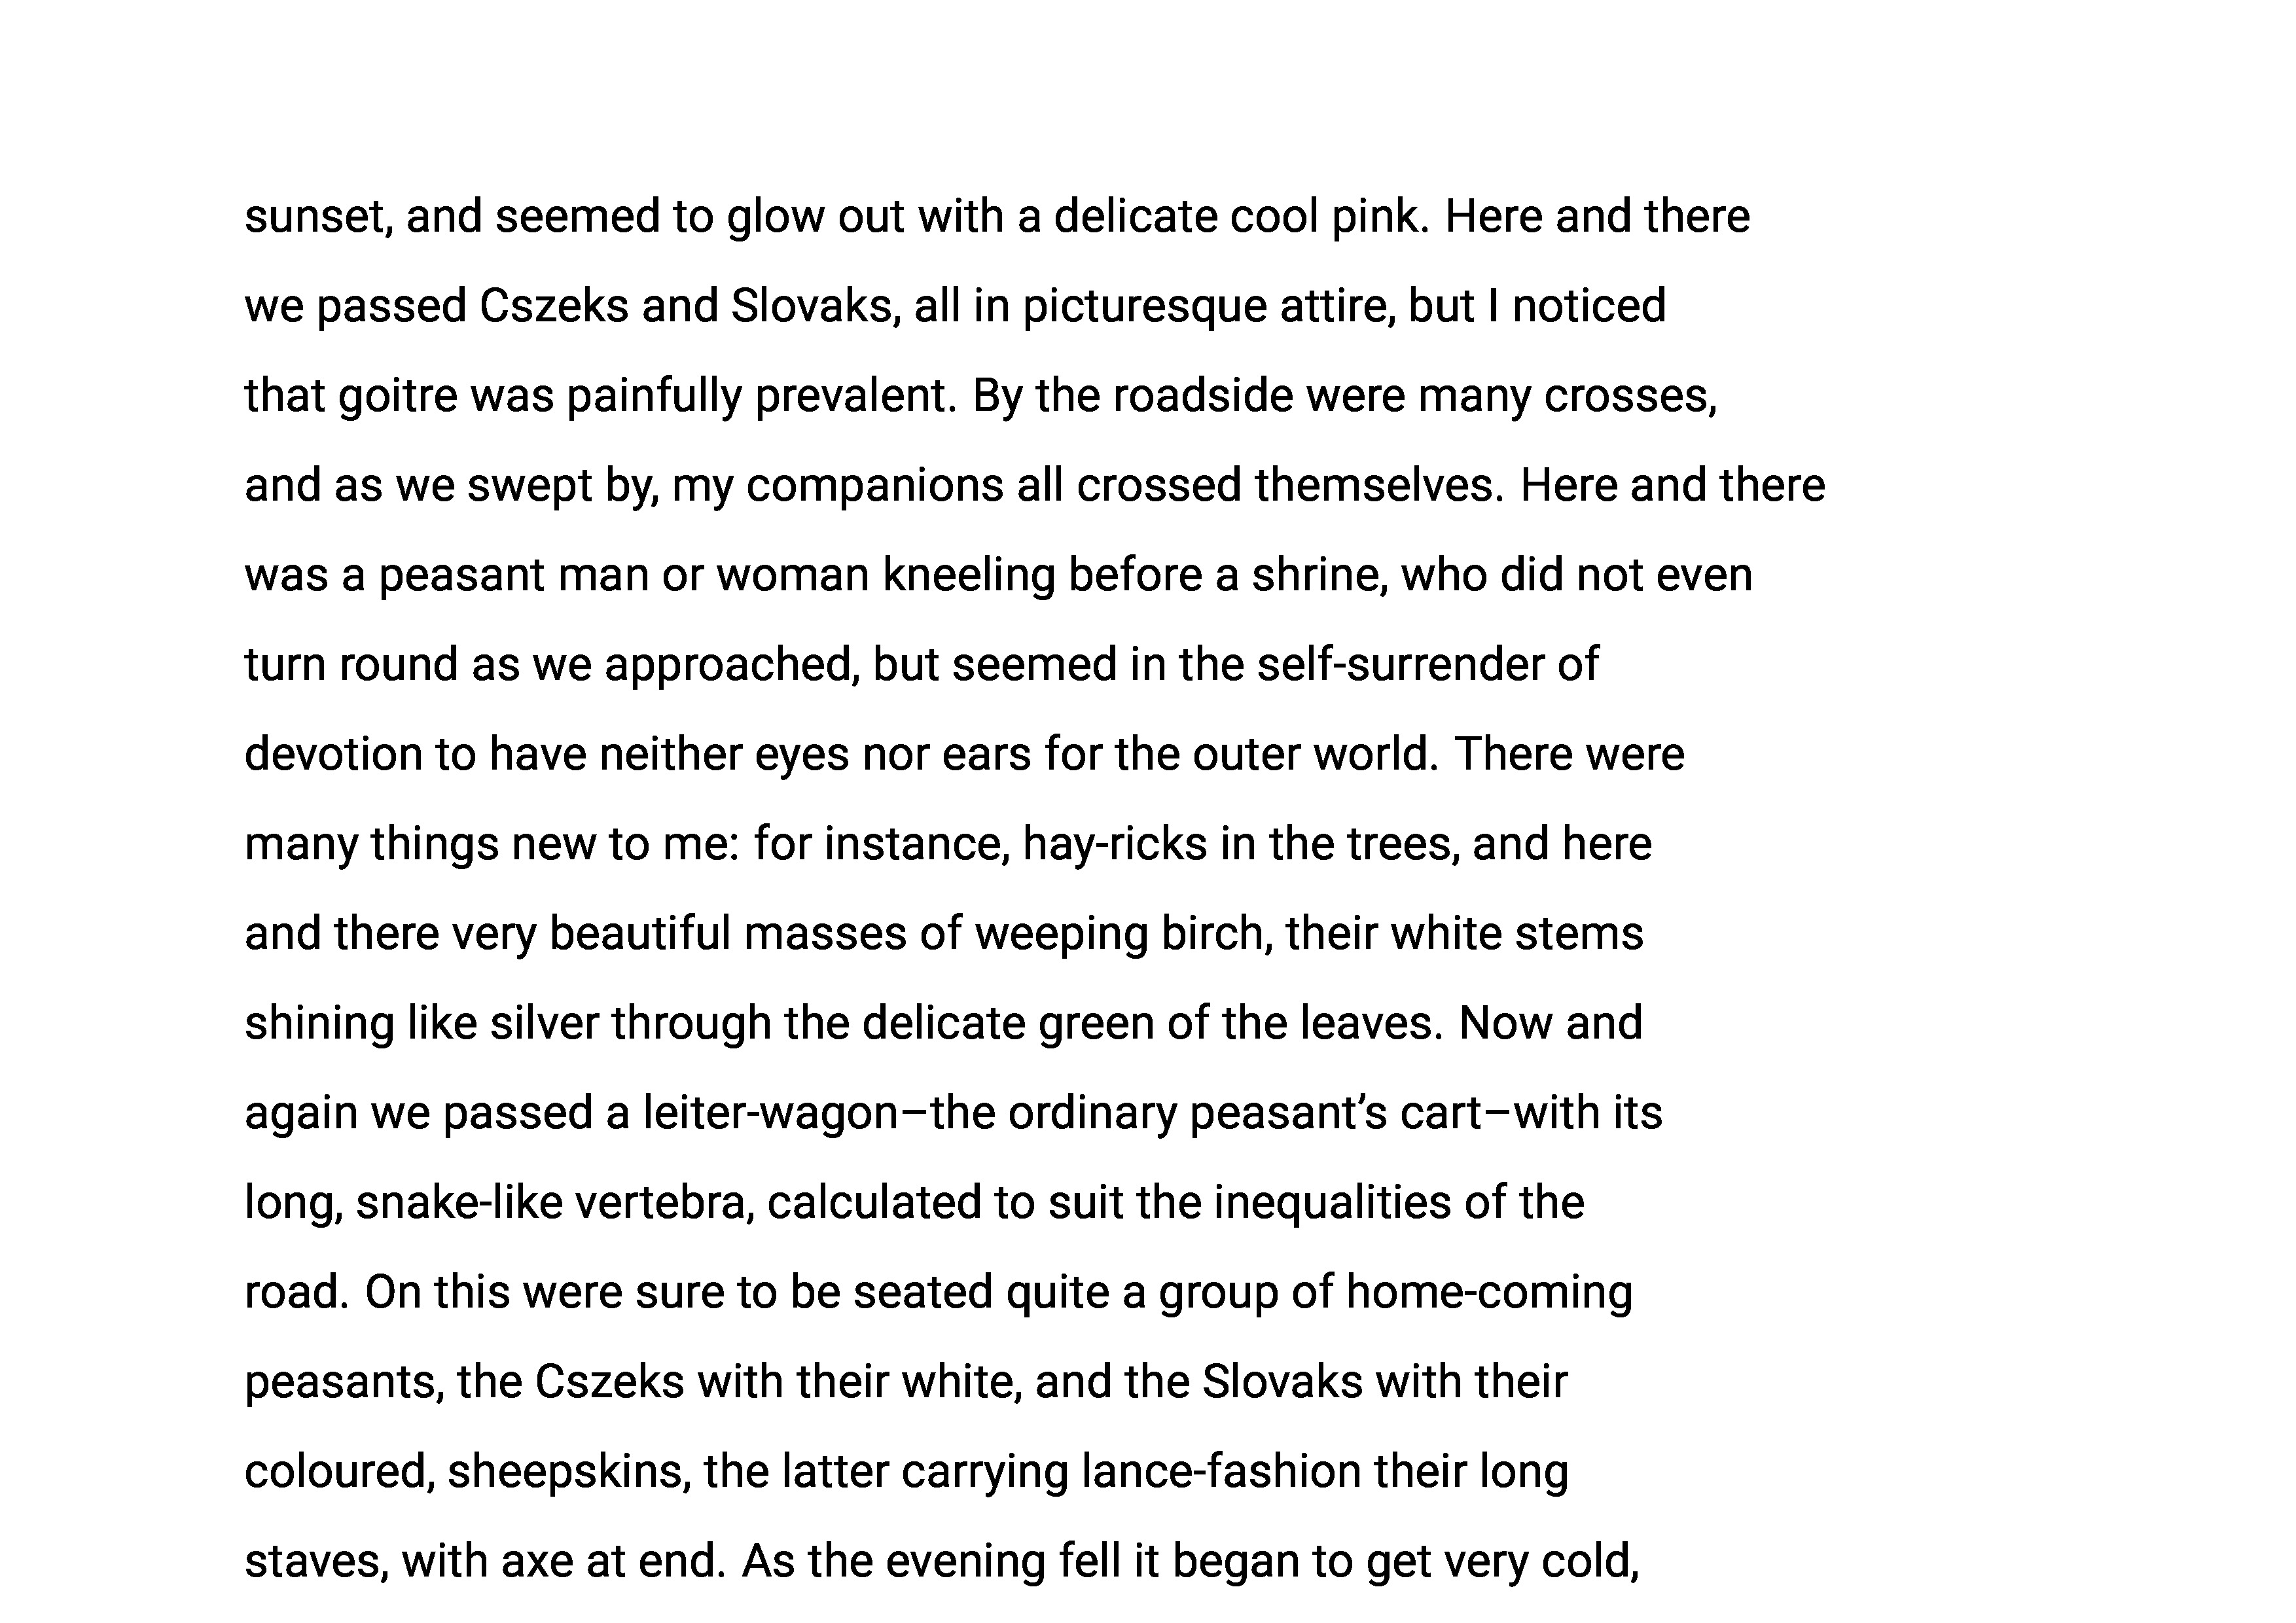 sunset, and seemed to glow out with a delicate cool pink. Here and there
we passed Cszeks and Slovaks, all in picturesque attire, but I noticed
that goitre was painfully prevalent. By the roadside were many crosses,
and as we swept by, my companions all crossed themselves. Here and there
was a peasant man or woman kneeling before a shrine, who did not even
turn round as we approached, but seemed in the self-surrender of
devotion to have neither eyes nor ears for the outer world. There were
many things new to me: for instance, hay-ricks in the trees, and here
and there very beautiful masses of weeping birch, their white stems
shining like silver through the delicate green of the leaves. Now and
again we passed a leiter-wagon–the ordinary peasant’s cart–with its
long, snake-like vertebra, calculated to suit the inequalities of the
road. On this were sure to be seated quite a group of home-coming
peasants, the Cszeks with their white, and the Slovaks with their
coloured, sheepskins, the latter carrying lance-fashion their long
staves, with axe at end. As the evening fell it began to get very cold,